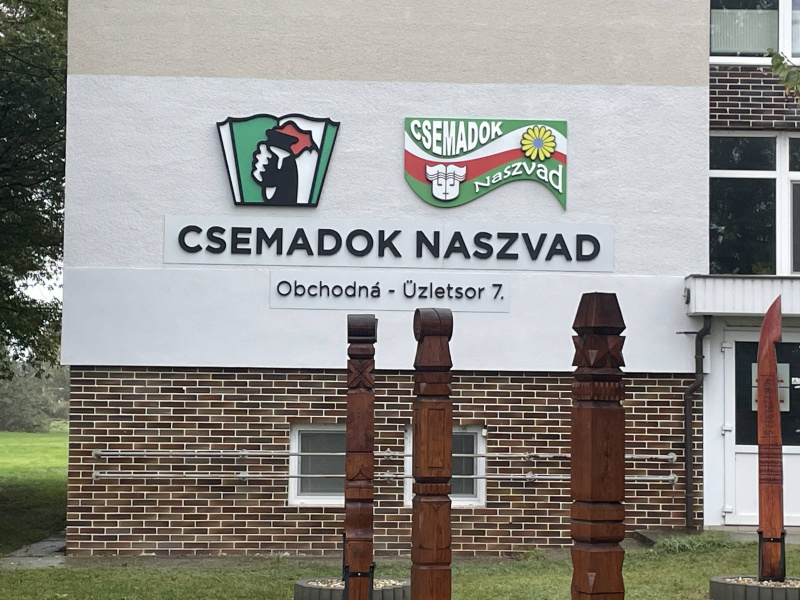 CSEMADOK
Naszvad
CSEMADOK NASZVAD
Obchodná - Üzletsor 7.